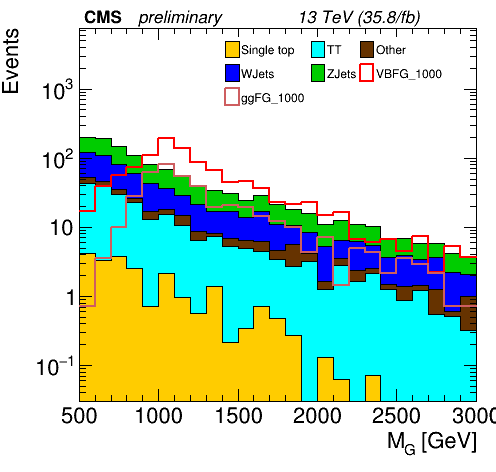 CMS preliminary 13 TeV (35.8/fb)
Events
Single top TT Other
WJets ZJets VBFG_1000
ggFG_1000
10³
10²
10
1
10⁻¹
500 1000 1500 2000 2500 3000
M_G [GeV]